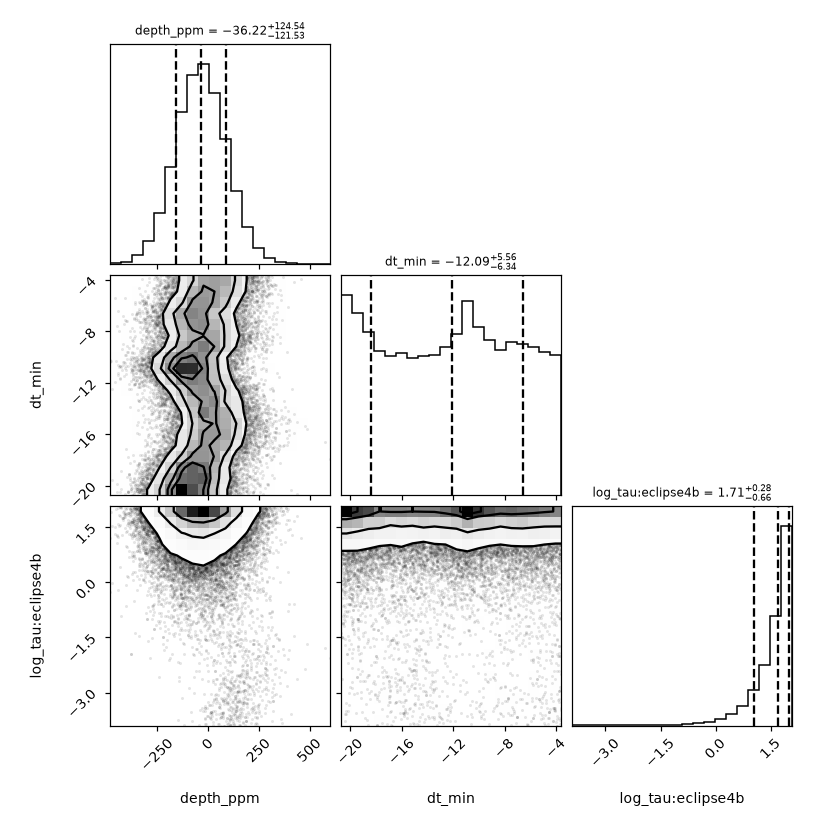 depth_ppm = −36.22+124.54−121.53
dt_min = −12.09+5.56−6.34
−4
−8
−12
−16
−20
dt_min
log_tau:eclipse4b = 1.71+0.28−0.66
1.5
0.0
−1.5
−3.0
log_tau:eclipse4b
−250 0 250 500
−20 −16 −12 −8 −4
−3.0 −1.5 0.0 1.5
depth_ppm dt_min log_tau:eclipse4b